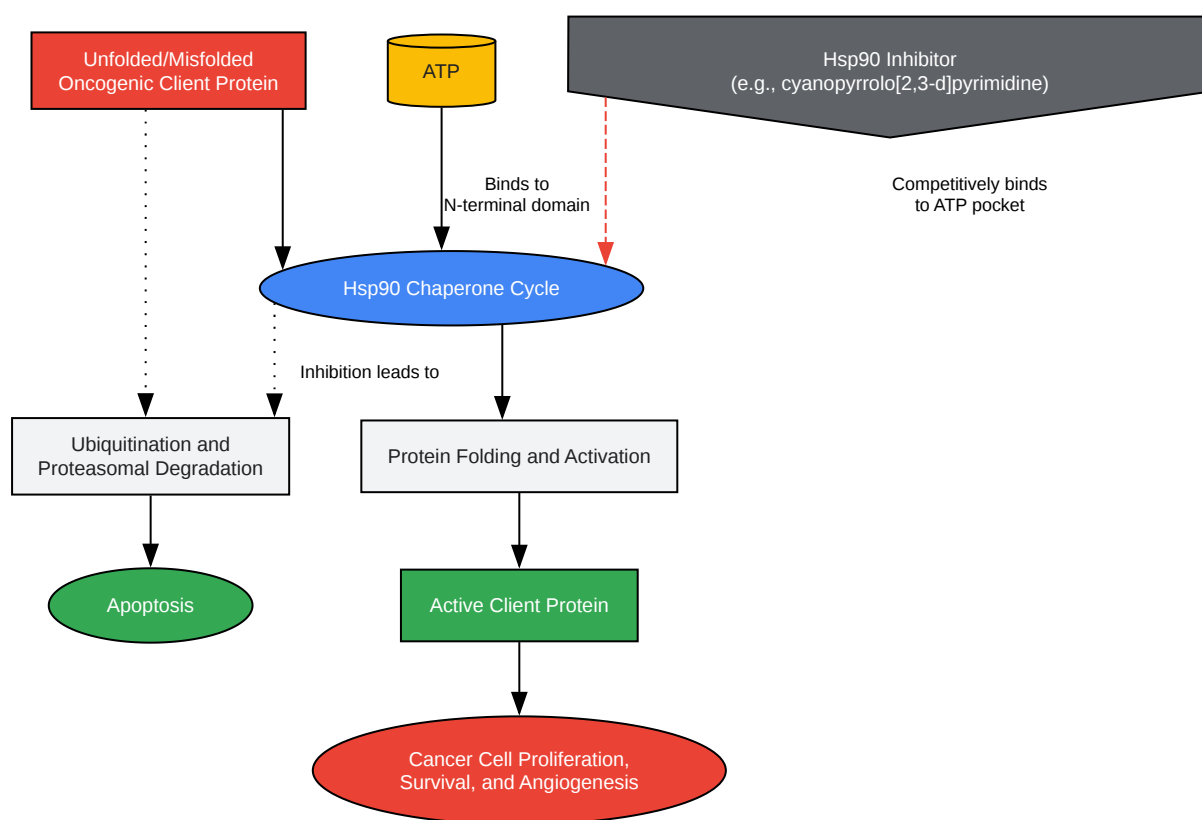 Unfolded/Misfolded
Oncogenic Client Protein
ATP
Hsp90 Inhibitor
(e.g., cyanopyrrolo[2,3-d]pyrimidine)
Binds to
N-terminal domain
Competitively binds
to ATP pocket
Hsp90 Chaperone Cycle
Inhibition leads to
Ubiquitination and
Proteasomal Degradation
Protein Folding and Activation
Apoptosis
Active Client Protein
Cancer Cell Proliferation,
Survival, and Angiogenesis